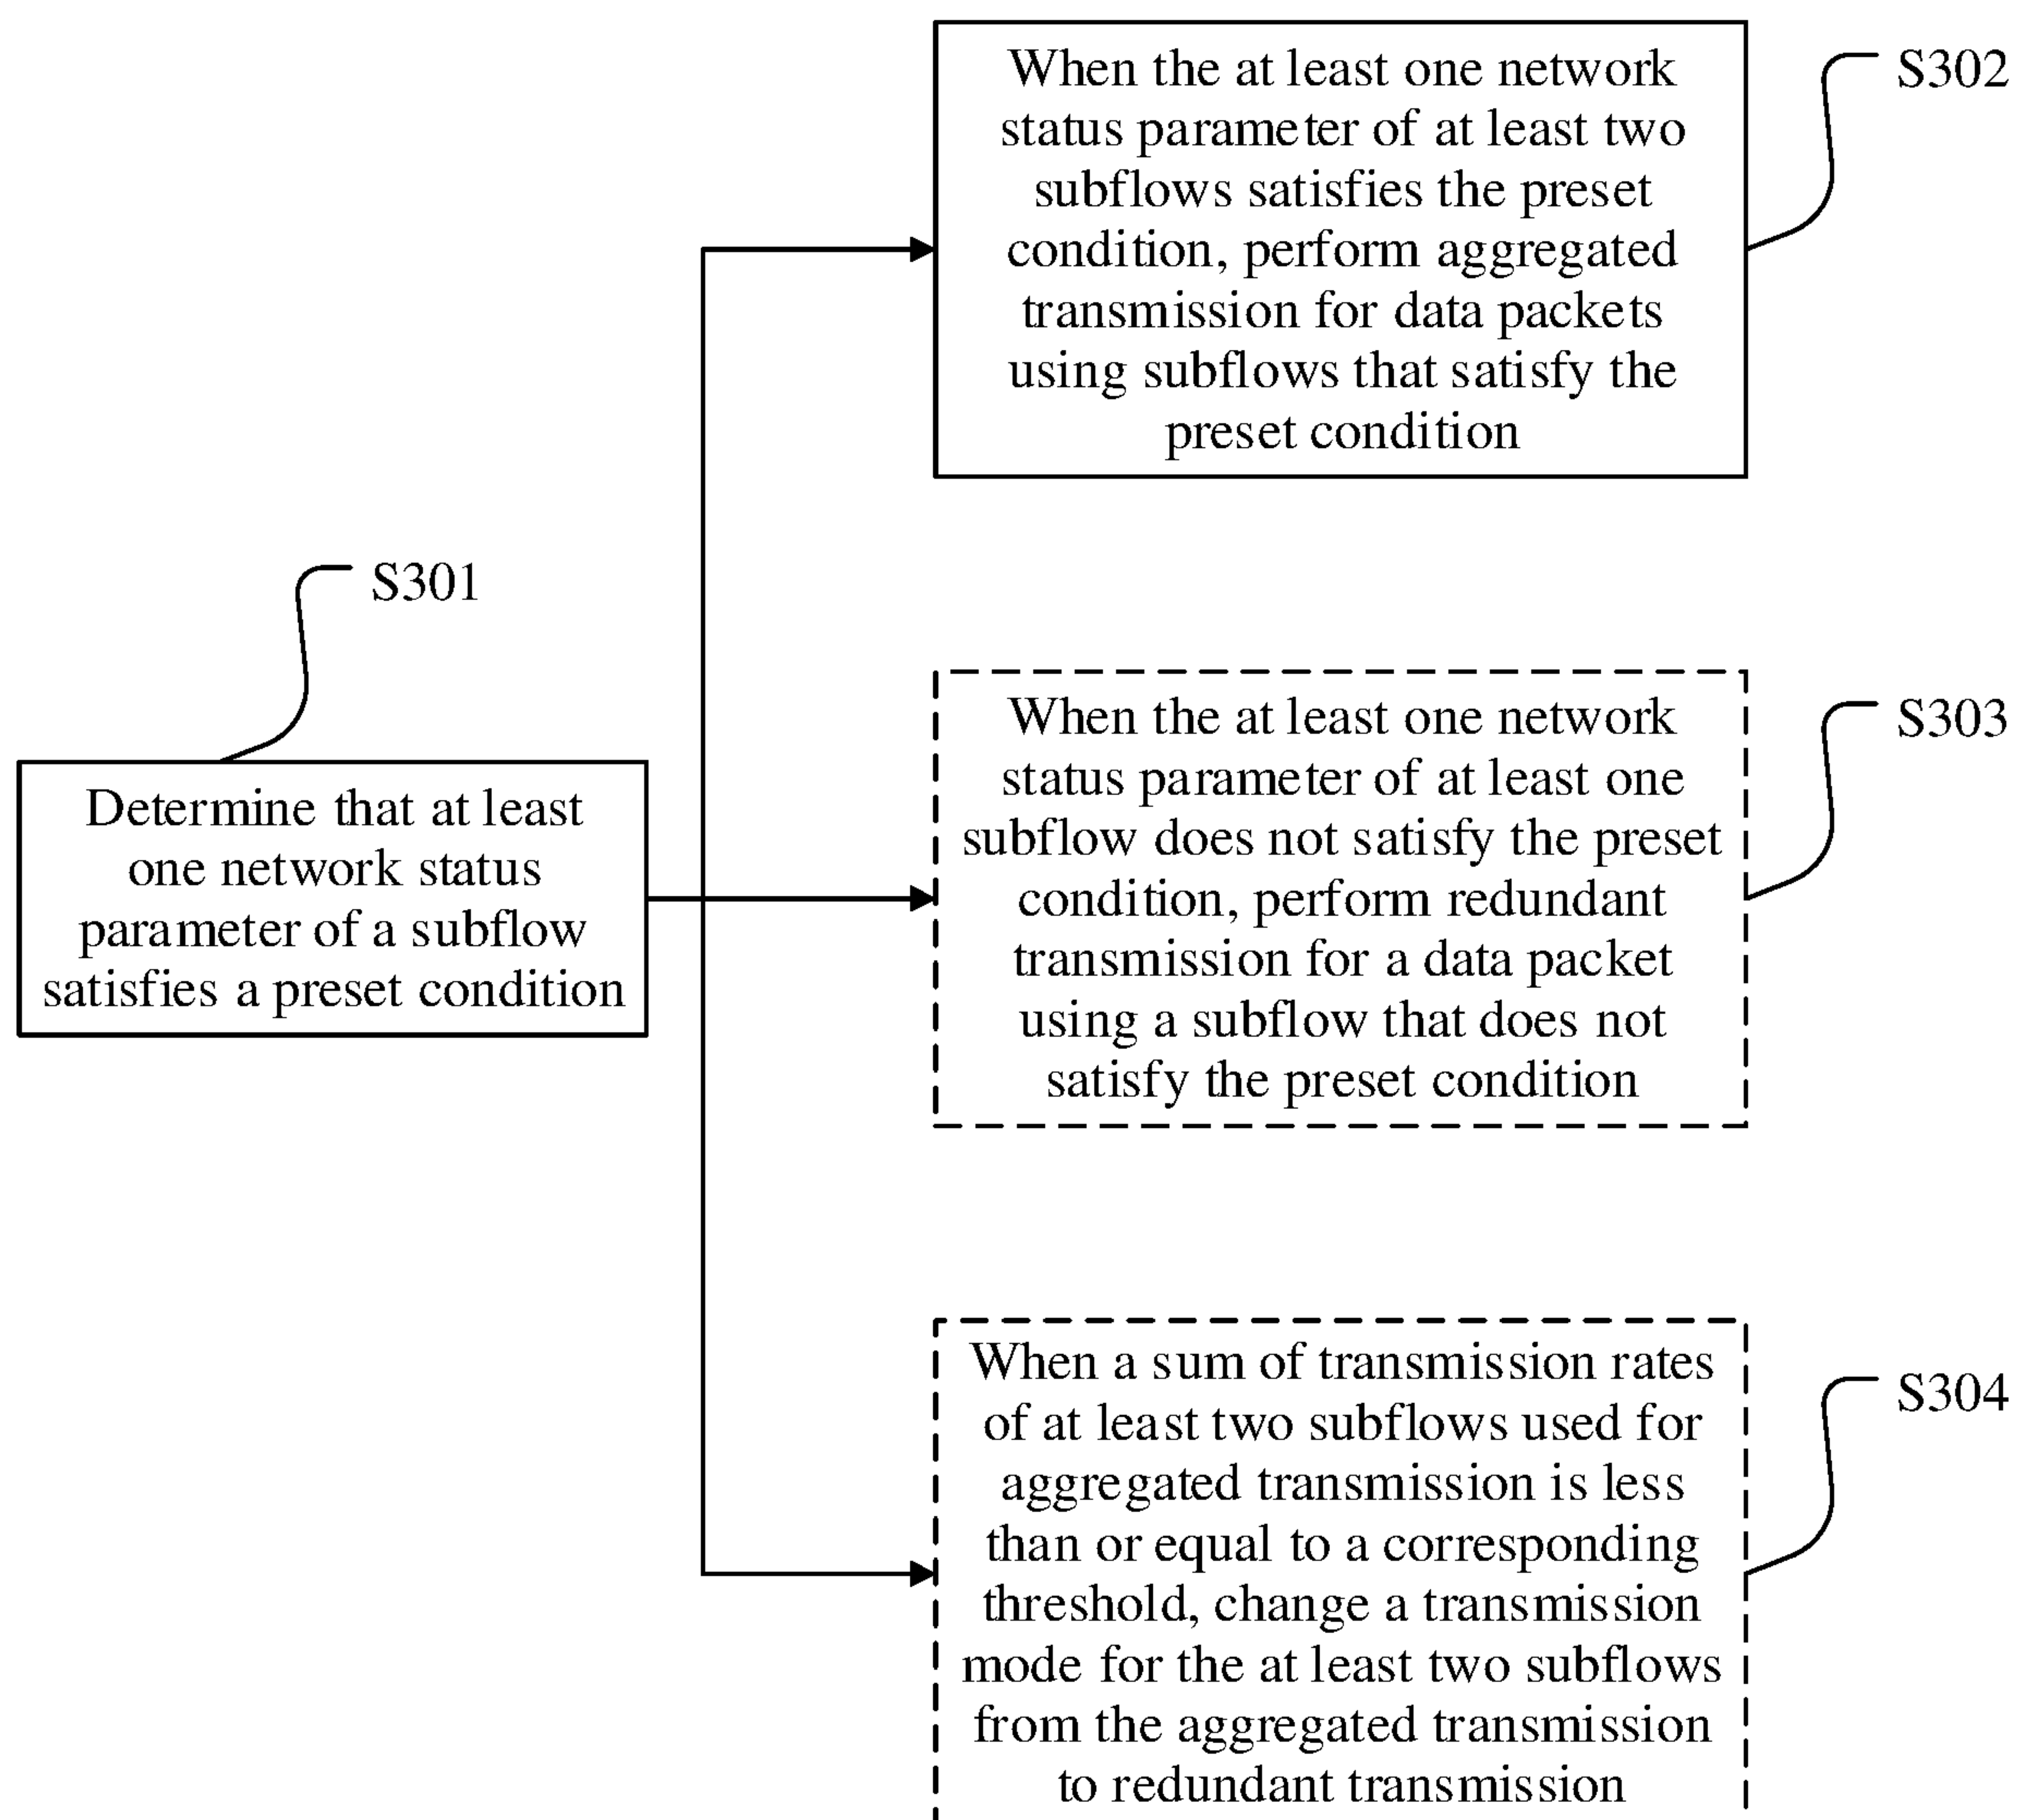 S301
Determine that at least
one network status
parameter of a subflow
satisfies a preset condition
When the at least one network
status parameter of at least two
subflows satisfies the preset
condition, perform aggregated
transmission for data packets
using subflows that satisfy the
preset condition
S302
When the at least one network
status parameter of at least one
subflow does not satisfy the preset
condition, perform redundant
transmission for a data packet
using a subflow that does not
satisfy the preset condition
S303
When a sum of transmission rates
of at least two subflows used for
aggregated transmission is less
than or equal to a corresponding
threshold, change a transmission
mode for the at least two subflows
from the aggregated transmission
to redundant transmission
S304